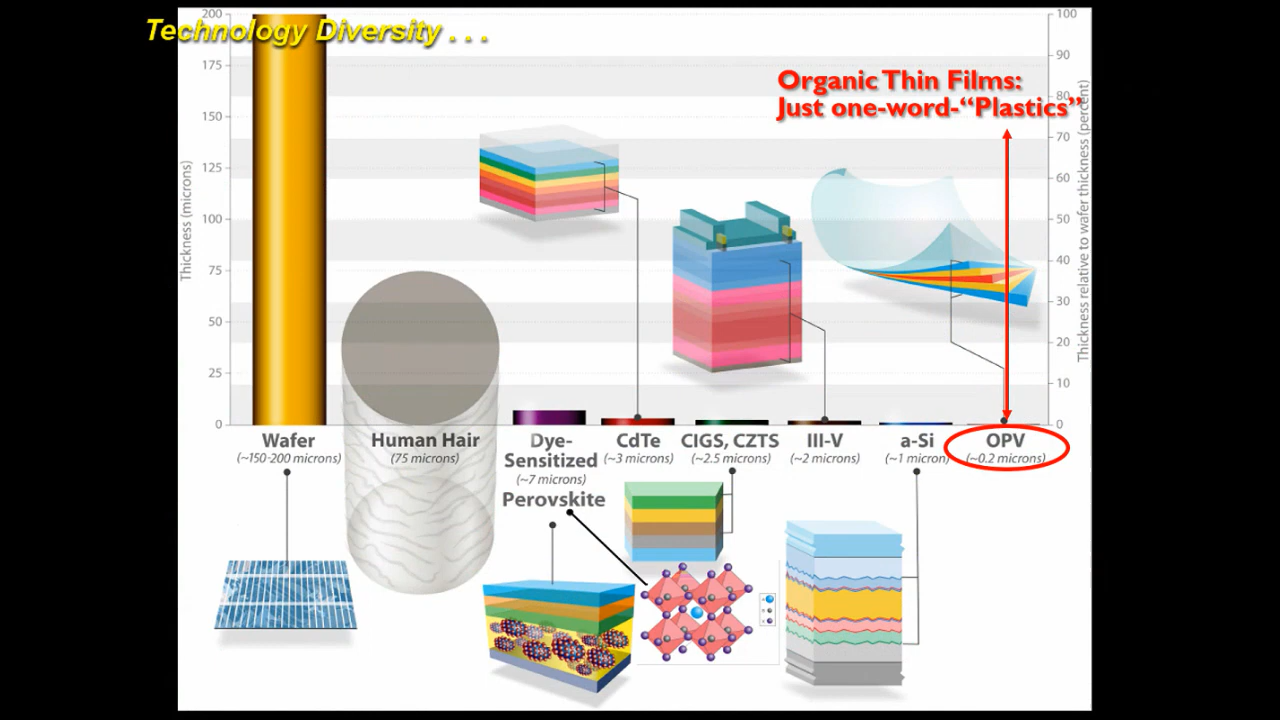 Technology Diversity . . .
200
175
150
125
100
75
50
25
0
Thickness (microns)
100
90
80
70
60
50
40
30
20
10
0
Thickness relative to wafer thickness (percent)
Organic Thin Films:
Just one-word-“Plastics”
Wafer
(~150-200 microns)
Human Hair
(75 microns)
Dye-
Sensitized
(~7 microns)
Perovskite
CdTe
(~3 microns)
CIGS, CZTS
(~2.5 microns)
III-V
(~2 microns)
a-Si
(~1 micron)
OPV
(~0.2 microns)